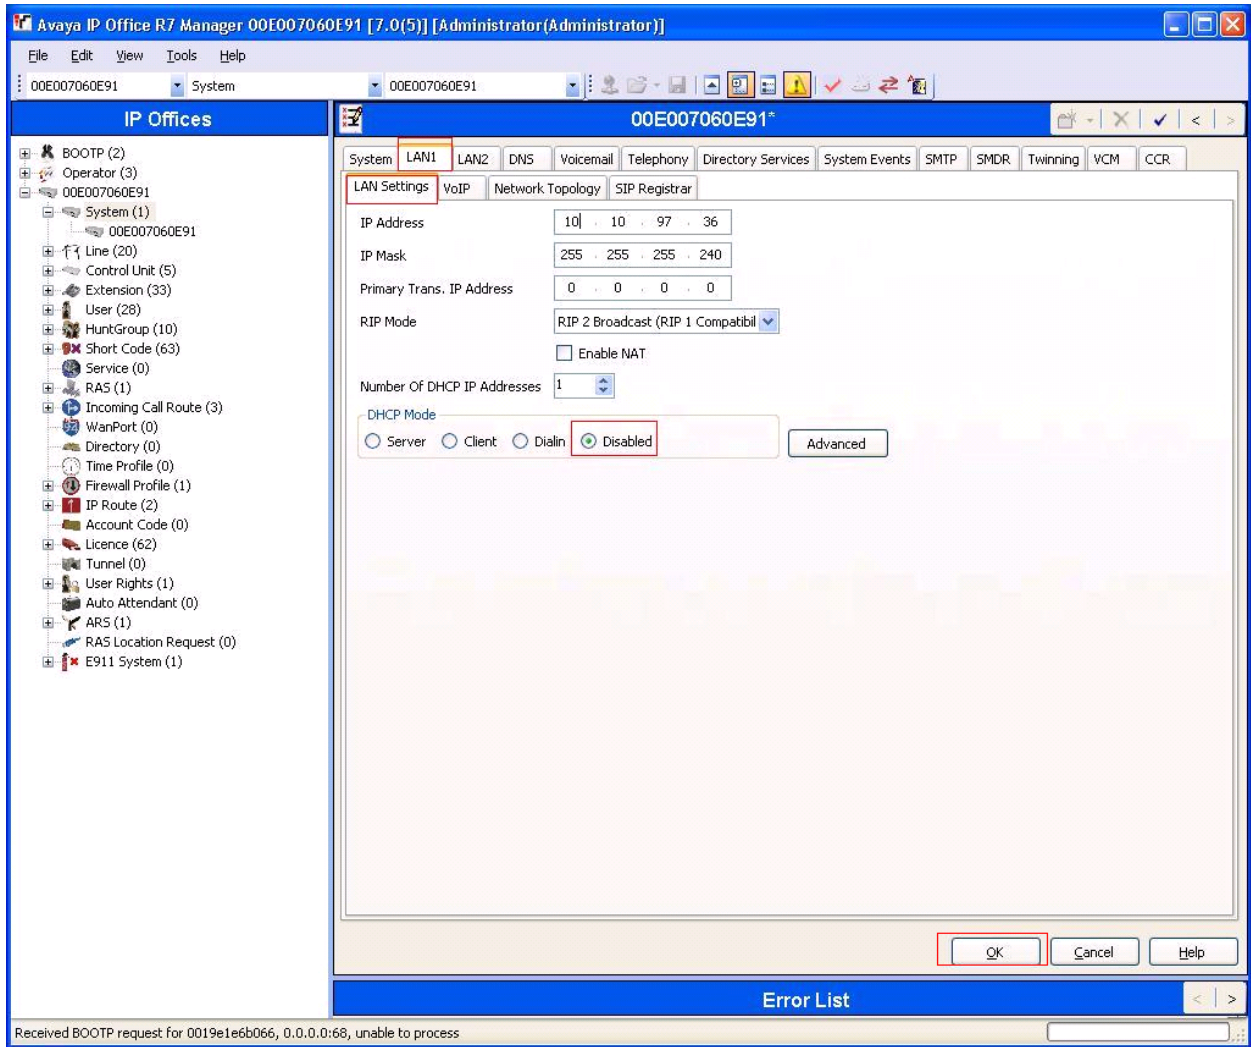 Avaya IP Office R7 Manager 00E007060E91 [7.0(5)] [Administrator(Administrator)]
File Edit View Tools Help
00E007060E91 System 00E007060E91
IP Offices
BOOTP (2)
Operator (3)
00E007060E91
System (1)
00E007060E91
Line (20)
Control Unit (5)
Extension (33)
User (28)
HuntGroup (10)
Short Code (63)
Service (0)
RAS (1)
Incoming Call Route (3)
WanPort (0)
Directory (0)
Time Profile (0)
Firewall Profile (1)
IP Route (2)
Account Code (0)
Licence (62)
Tunnel (0)
User Rights (1)
Auto Attendant (0)
ARS (1)
RAS Location Request (0)
E911 System (1)
00E007060E91*
System LAN1 LAN2 DNS Voicemail Telephony Directory Services System Events SMTP SMDR Twinning VCM CCR
LAN Settings VoIP Network Topology SIP Registrar
IP Address 10 . 10 . 97 . 36
IP Mask 255 . 255 . 255 . 240
Primary Trans. IP Address 0 . 0 . 0 . 0
RIP Mode RIP 2 Broadcast (RIP 1 Compatibil
Enable NAT
Number Of DHCP IP Addresses 1
DHCP Mode
Server Client Dialin Disabled Advanced
OK Cancel Help
Error List
Received BOOTP request for 0019e1e6b066, 0.0.0.0:68, unable to process